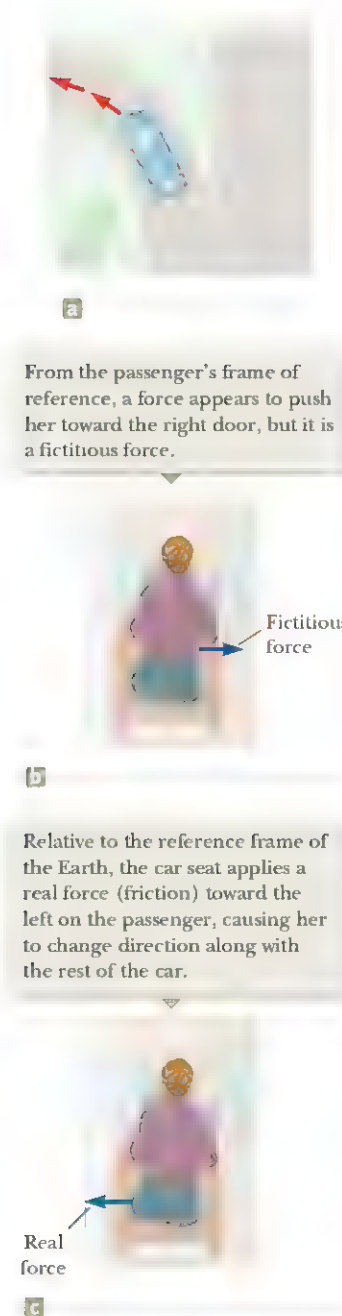 a
From the passenger's frame of
reference, a force appears to push
her toward the right door, but it is
a fictitious force.
Fictitious
force
b
Relative to the reference frame of
the Earth, the car seat applies a
real force (friction) toward the
left on the passenger, causing her
to change direction along with
the rest of the car.
Real
force
c